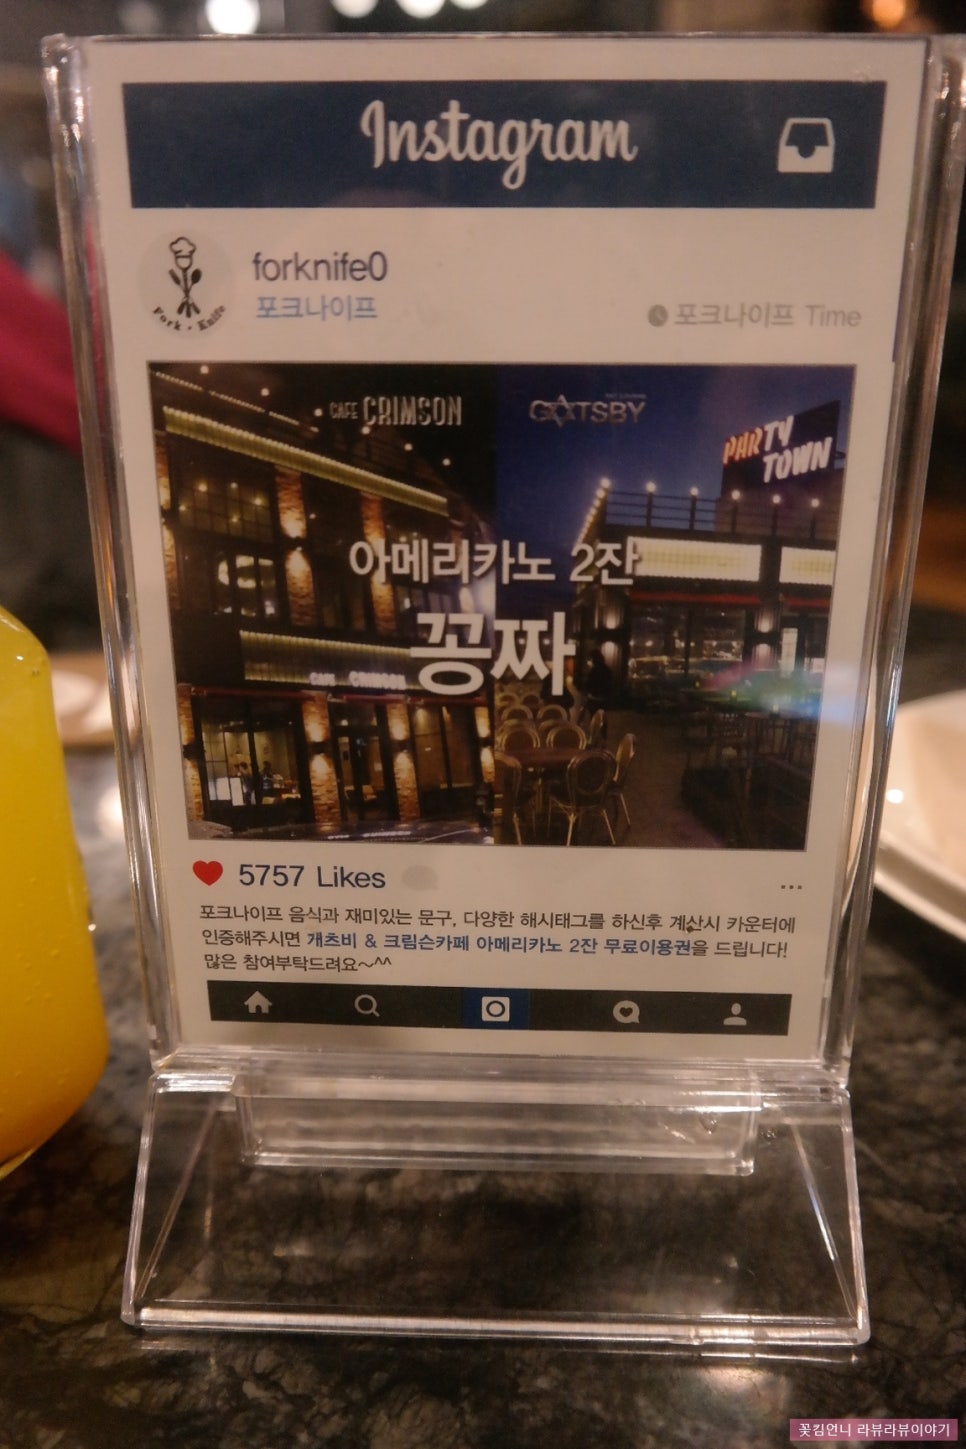 Instagram
forknife0
포크나이프
Fork · Knife
포크나이프 Time
CAFE CRIMSON
GATSBY
PARTY
TOWN
아메리카노 2잔
꽁짜
CAFE CRIMSON
5757 Likes
...
포크나이프 음식과 재미있는 문구, 다양한 해시태그를 하신후 계산시 카운터에
인증해주시면 개츠비 & 크림슨카페 아메리카노 2잔 무료이용권을 드립니다!
많은 참여부탁드려요~^^
꽃킴언니 라뷰라뷰이야기